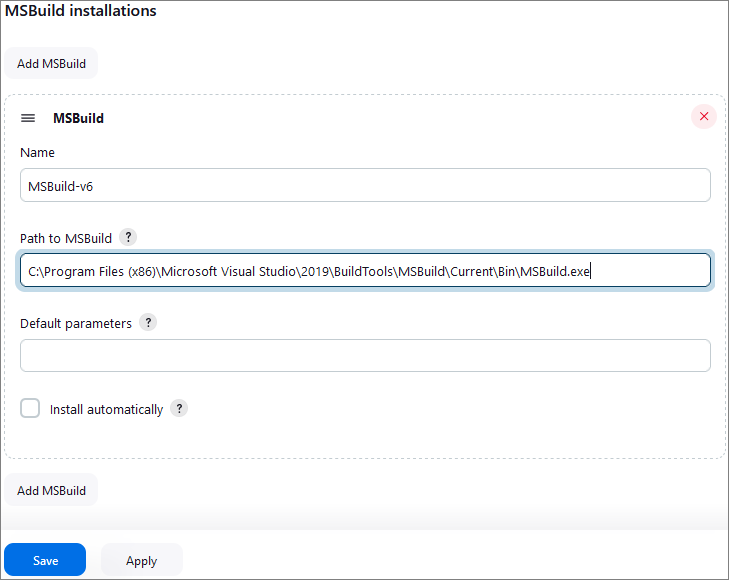 MSBuild installations
Add MSBuild
MSBuild
Name
MSBuild-v6
Path to MSBuild ?
C:\Program Files (x86)\Microsoft Visual Studio\2019\BuildTools\MSBuild\Current\Bin\MSBuild.exe
Default parameters ?
Install automatically ?
Add MSBuild
Save Apply